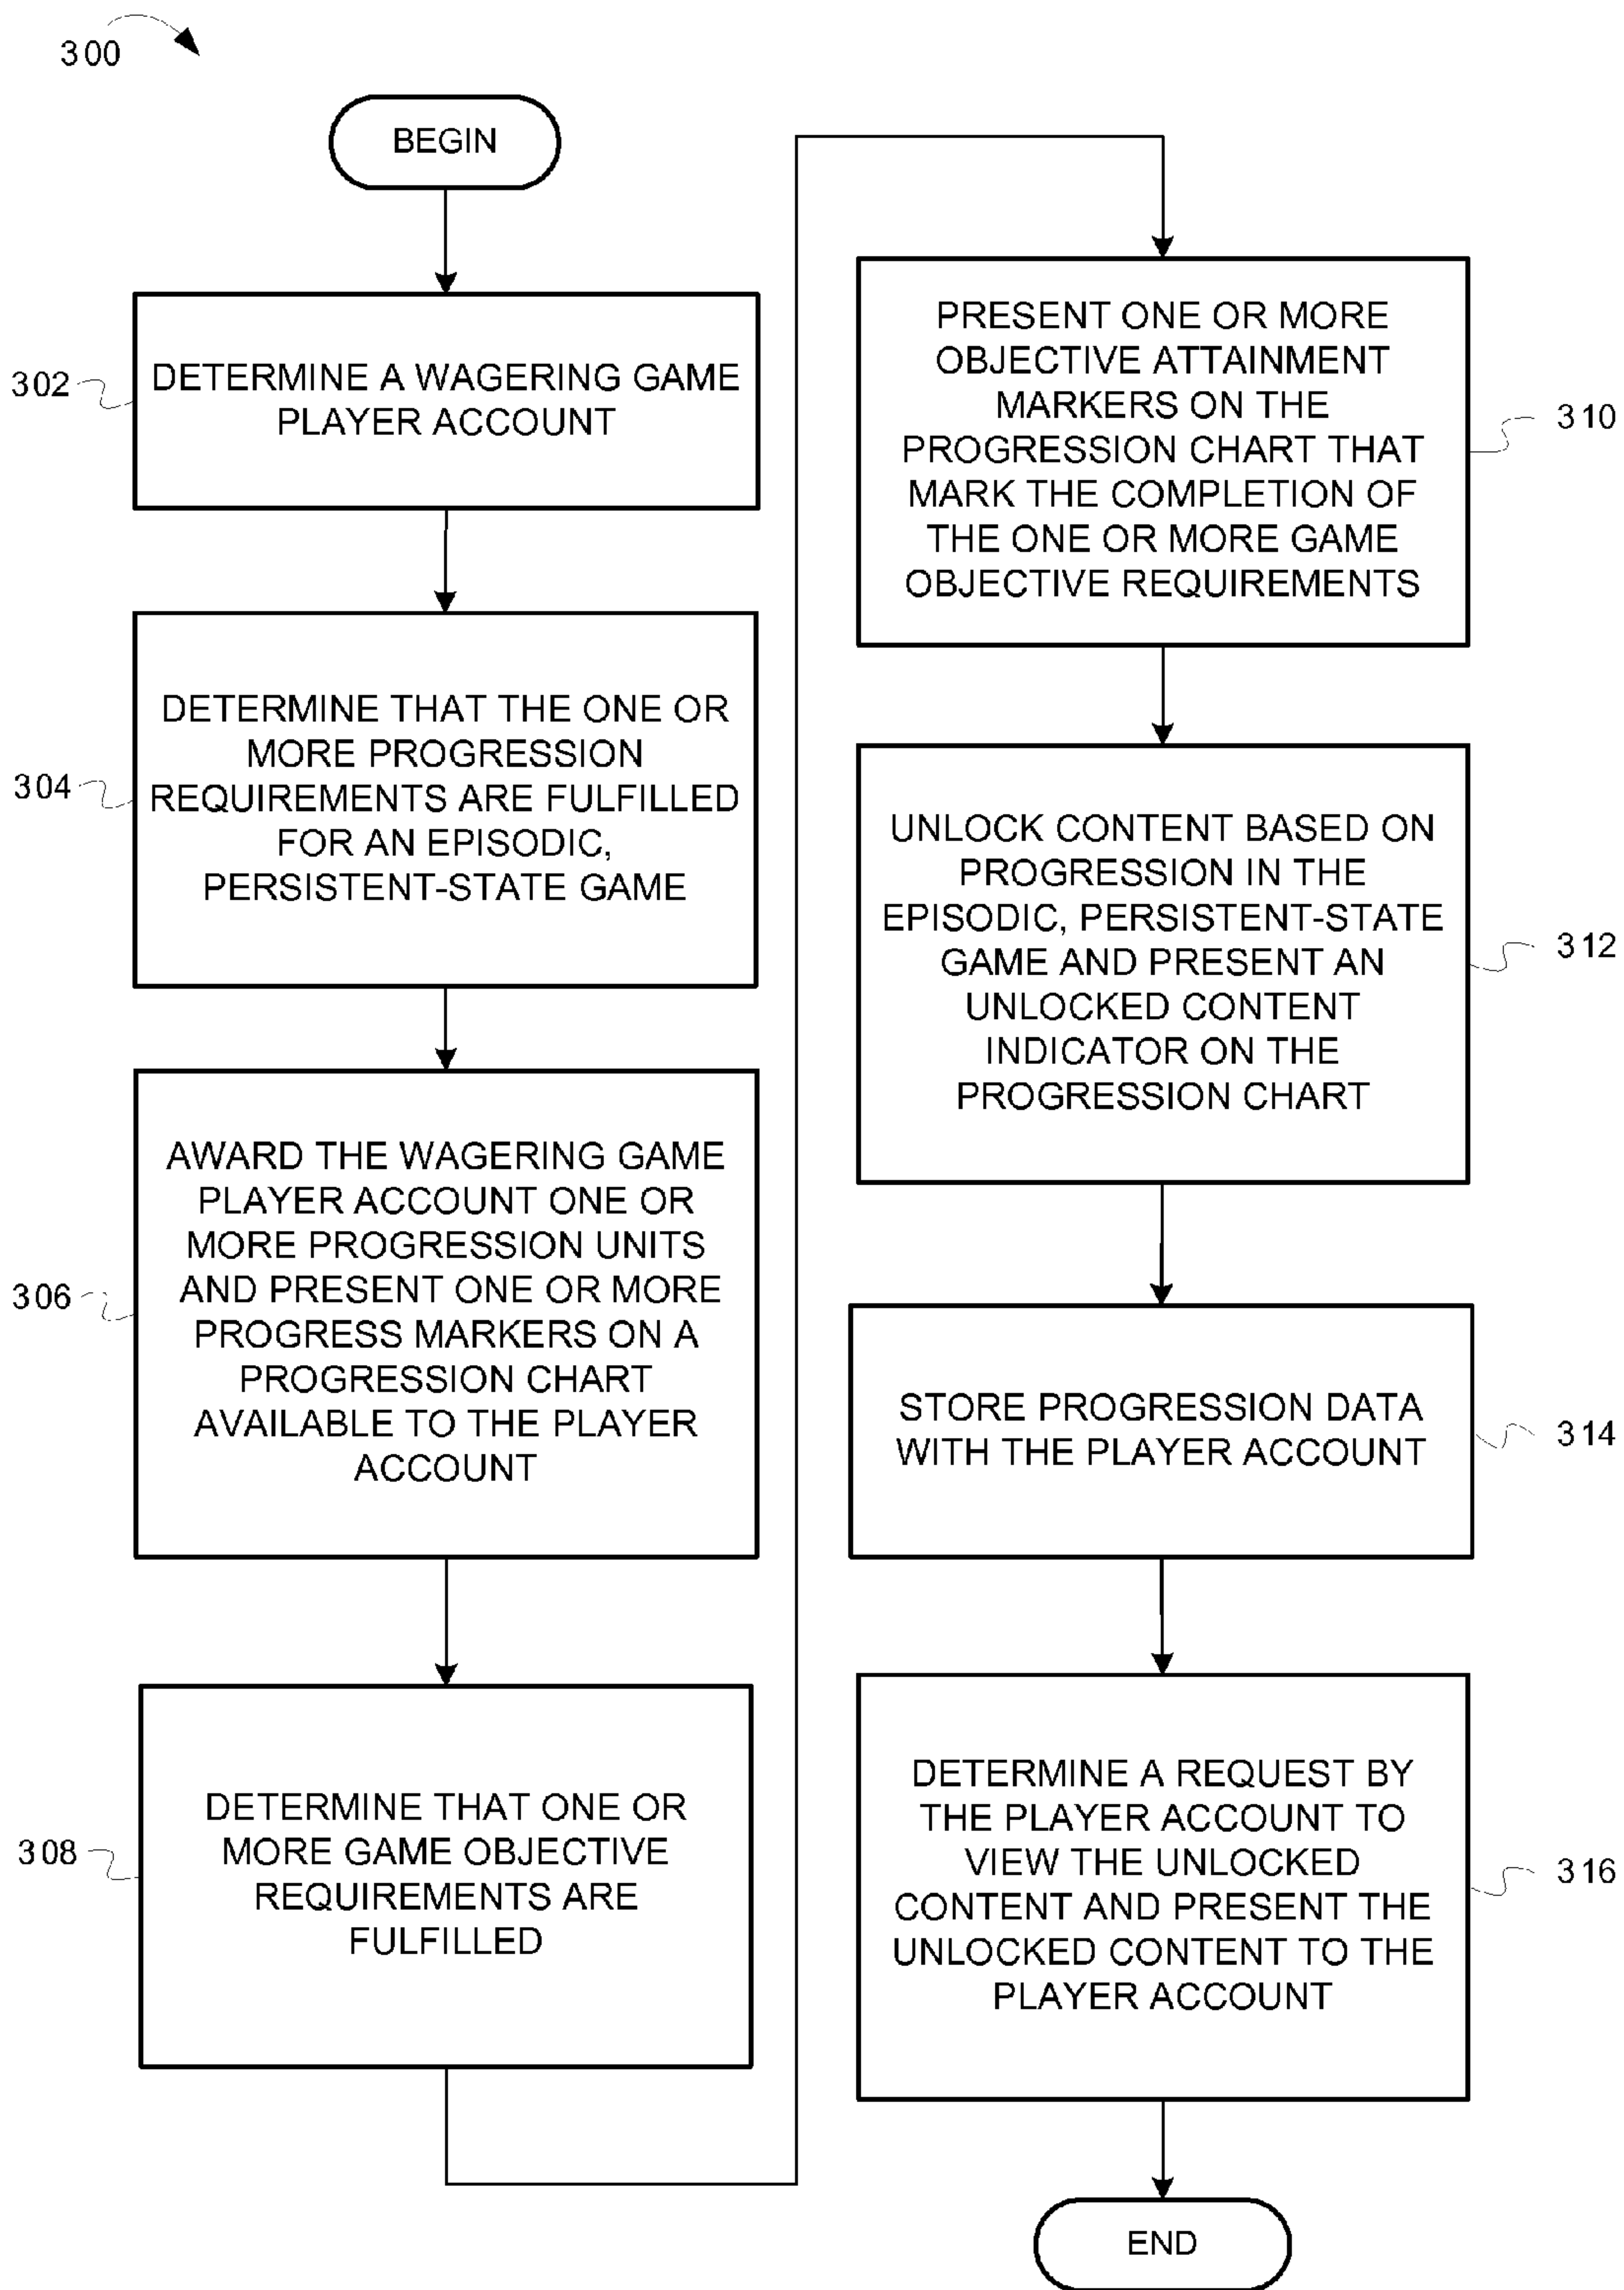 300
BEGIN
302
DETERMINE A WAGERING GAME
PLAYER ACCOUNT
304
DETERMINE THAT THE ONE OR
MORE PROGRESSION
REQUIREMENTS ARE FULFILLED
FOR AN EPISODIC,
PERSISTENT-STATE GAME
306
AWARD THE WAGERING GAME
PLAYER ACCOUNT ONE OR
MORE PROGRESSION UNITS
AND PRESENT ONE OR MORE
PROGRESS MARKERS ON A
PROGRESSION CHART
AVAILABLE TO THE PLAYER
ACCOUNT
308
DETERMINE THAT ONE OR
MORE GAME OBJECTIVE
REQUIREMENTS ARE
FULFILLED
PRESENT ONE OR MORE
OBJECTIVE ATTAINMENT
MARKERS ON THE
PROGRESSION CHART THAT
MARK THE COMPLETION OF
THE ONE OR MORE GAME
OBJECTIVE REQUIREMENTS
310
UNLOCK CONTENT BASED ON
PROGRESSION IN THE
EPISODIC, PERSISTENT-STATE
GAME AND PRESENT AN
UNLOCKED CONTENT
INDICATOR ON THE
PROGRESSION CHART
312
STORE PROGRESSION DATA
WITH THE PLAYER ACCOUNT
314
DETERMINE A REQUEST BY
THE PLAYER ACCOUNT TO
VIEW THE UNLOCKED
CONTENT AND PRESENT THE
UNLOCKED CONTENT TO THE
PLAYER ACCOUNT
316
END